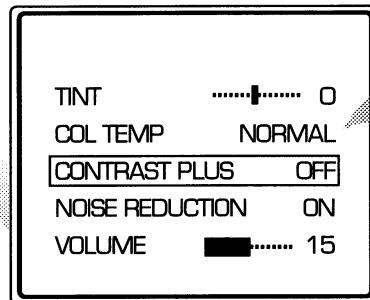 TINT 0
COL TEMP NORMAL
CONTRAST PLUS OFF
NOISE REDUCTION ON
VOLUME 15